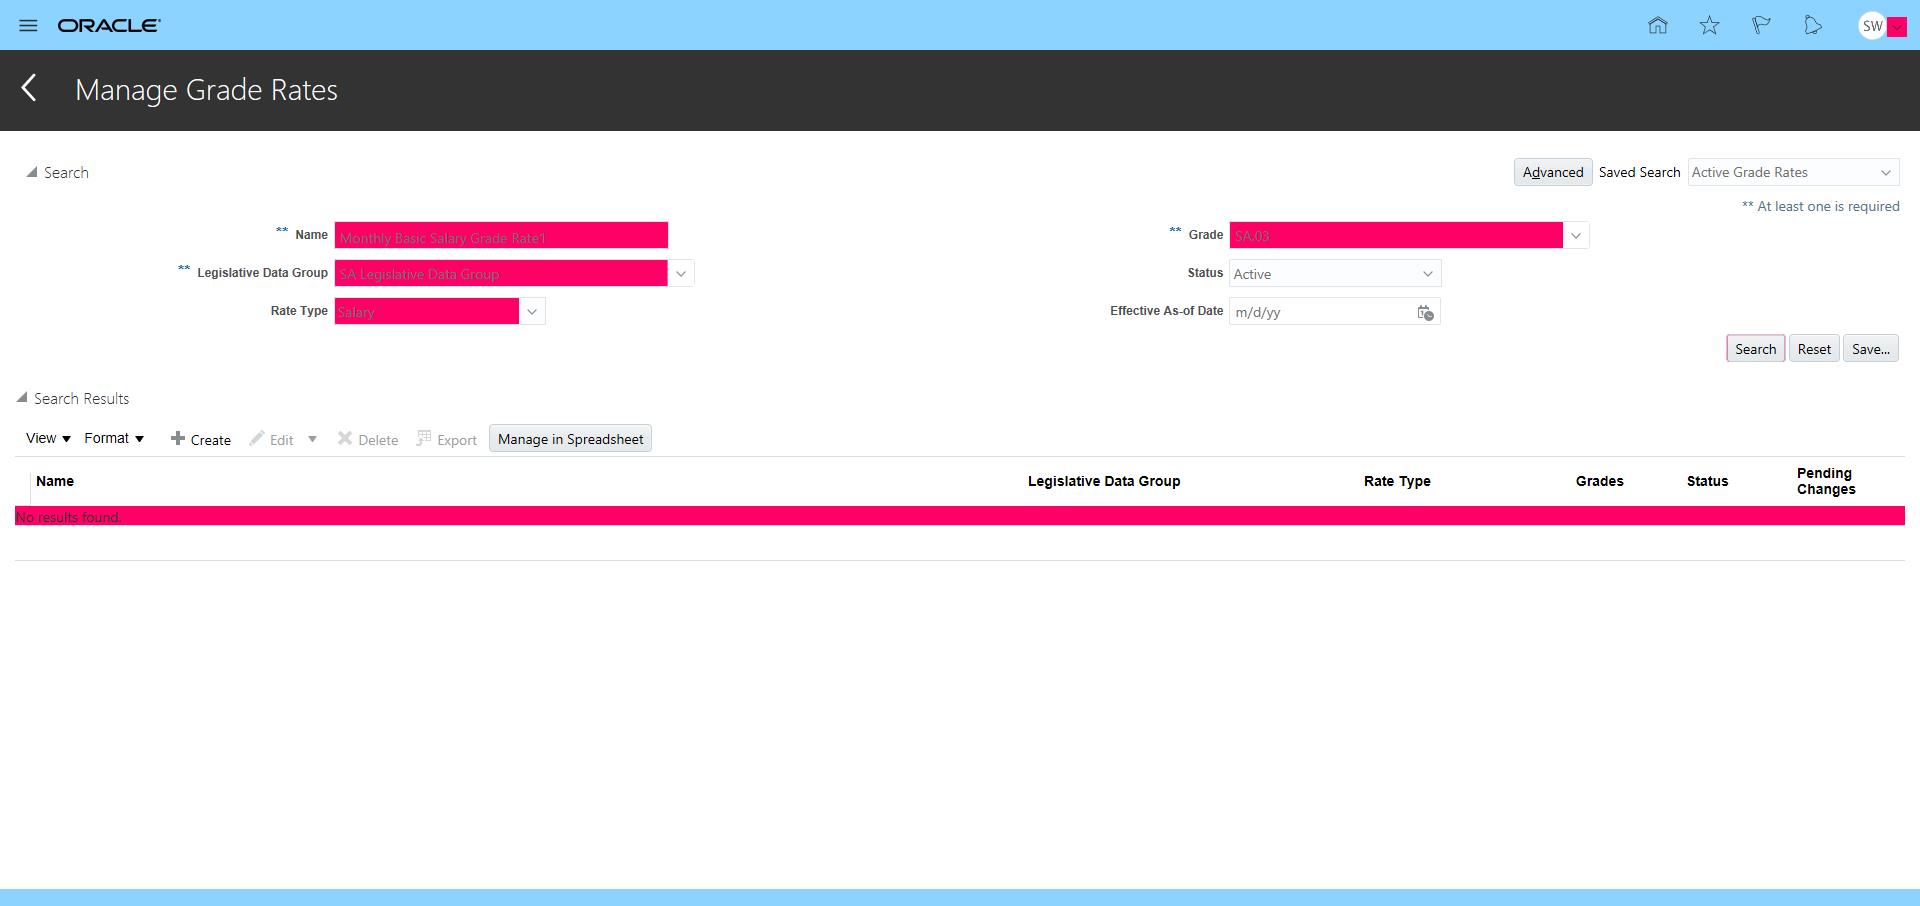 ORACLE
SW
Manage Grade Rates
Search
Advanced Saved Search Active Grade Rates
** At least one is required
** Name Monthly Basic Salary Grade Rate1
** Grade SA.03
** Legislative Data Group SA Legislative Data Group
Status Active
Rate Type Salary
Effective As-of Date m/d/yy
Search Reset Save...
Search Results
View Format Create Edit Delete Export Manage in Spreadsheet
Name Legislative Data Group Rate Type Grades Status Pending Changes
No results found.